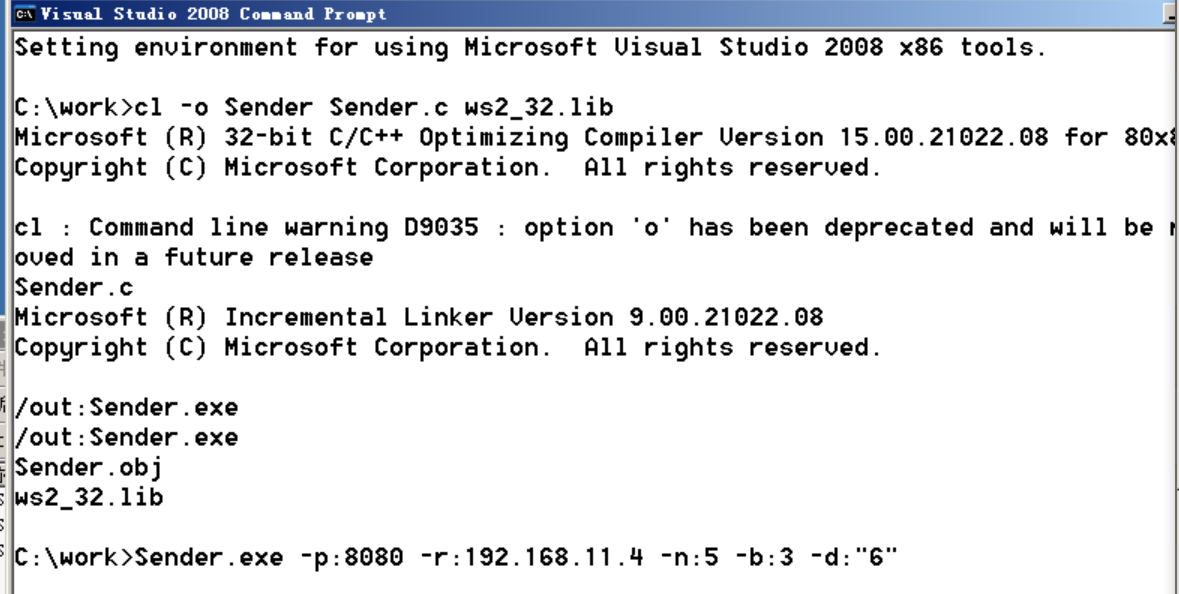 Visual Studio 2008 Command Prompt
Setting environment for using Microsoft Visual Studio 2008 x86 tools.
C:\work>cl -o Sender Sender.c ws2_32.lib
Microsoft (R) 32-bit C/C++ Optimizing Compiler Version 15.00.21022.08 for
Copyright (C) Microsoft Corporation.  All rights reserved.
cl : Command line warning D9035 : option 'o' has been deprecated and will be
oved in a future release
Sender.c
Microsoft (R) Incremental Linker Version 9.00.21022.08
Copyright (C) Microsoft Corporation.  All rights reserved.
/out:Sender.exe
/out:Sender.exe
Sender.obj
ws2_32.lib
C:\work>Sender.exe -p:8080 -r:192.168.11.4 -n:5 -b:3 -d:"6"